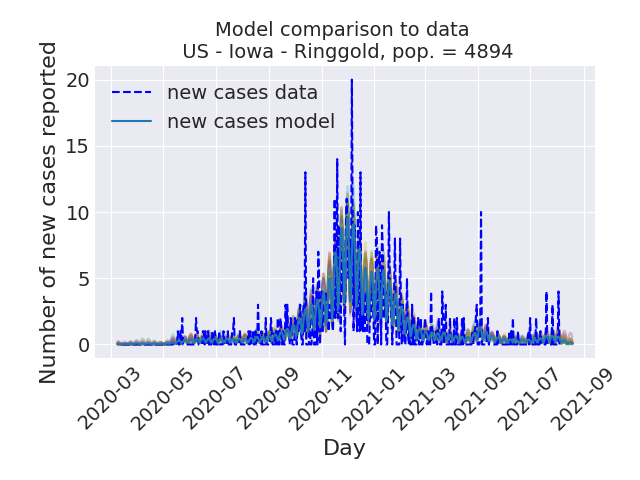 Model comparison to data
US - Iowa - Ringgold, pop. = 4894
new cases data
new cases model
Number of new cases reported
20
15
10
5
0
2020-03
2020-05
2020-07
2020-09
2020-11
2021-01
2021-03
2021-05
2021-07
2021-09
Day